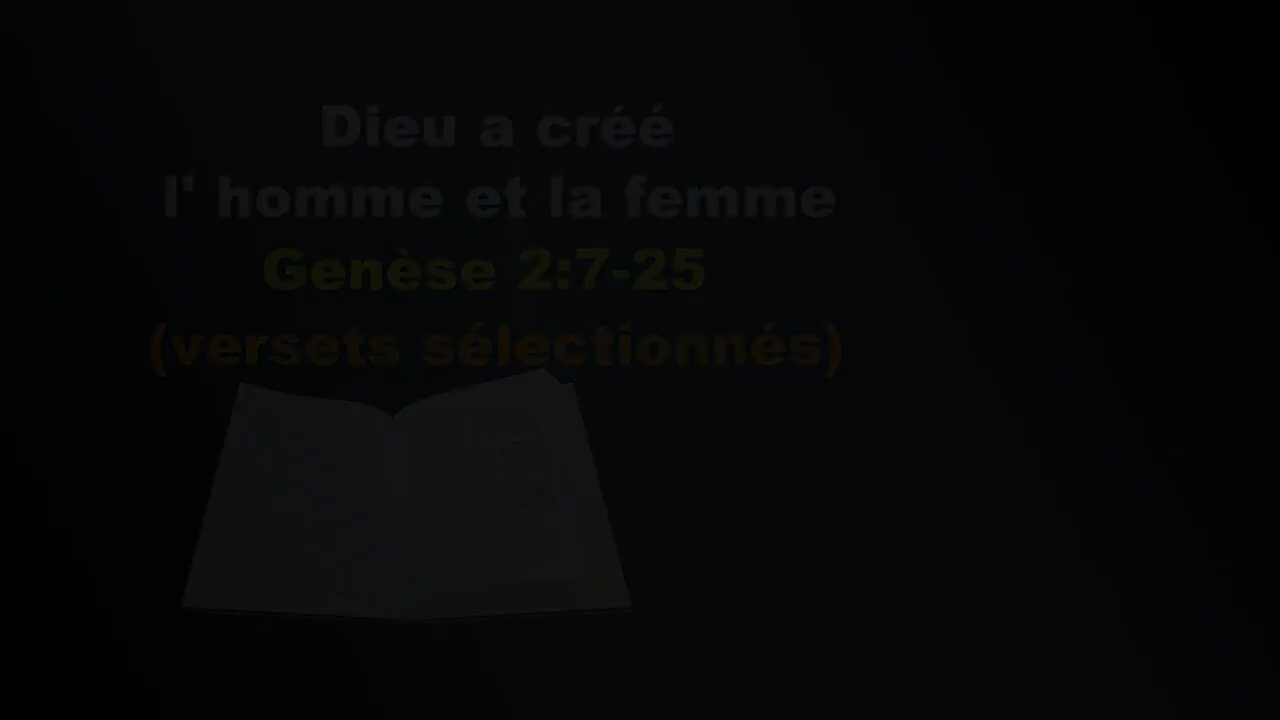 Dieu a créé
l' homme et la femme
Genèse 2:7-25
(versets sélectionnés)